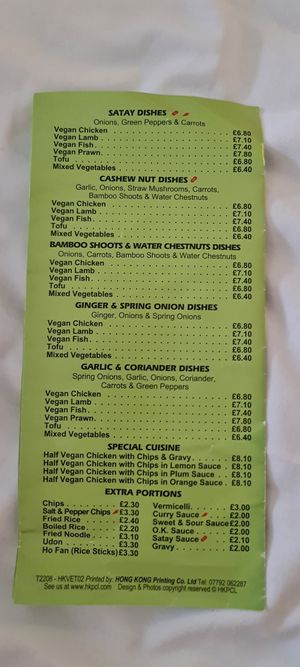 SATAY DISHES
Onions, Green Peppers & Carrots
Vegan Chicken . . . . . . . . . . . . . . . . . . . . £6.80
Vegan Lamb . . . . . . . . . . . . . . . . . . . . £7.10
Vegan Fish . . . . . . . . . . . . . . . . . . . . £7.40
Vegan Prawn . . . . . . . . . . . . . . . . . . . . £7.80
Tofu . . . . . . . . . . . . . . . . . . . . £6.80
Mixed Vegetables . . . . . . . . . . . . . . . . . . . . £6.40
CASHEW NUT DISHES
Garlic, Onions, Straw Mushrooms, Carrots,
Bamboo Shoots & Water Chestnuts
Vegan Chicken . . . . . . . . . . . . . . . . . . . . £6.80
Vegan Lamb . . . . . . . . . . . . . . . . . . . . £7.10
Vegan Fish . . . . . . . . . . . . . . . . . . . . £7.40
Tofu . . . . . . . . . . . . . . . . . . . . £6.80
Mixed Vegetables . . . . . . . . . . . . . . . . . . . . £6.40
BAMBOO SHOOTS & WATER CHESTNUTS DISHES
Onions, Carrots, Bamboo Shoots & Water Chestnuts
Vegan Chicken . . . . . . . . . . . . . . . . . . . . £6.80
Vegan Lamb . . . . . . . . . . . . . . . . . . . . £7.10
Vegan Fish . . . . . . . . . . . . . . . . . . . . £7.40
Tofu . . . . . . . . . . . . . . . . . . . . £6.80
Mixed Vegetables . . . . . . . . . . . . . . . . . . . . £6.40
GINGER & SPRING ONION DISHES
Ginger, Onions & Spring Onions
Vegan Chicken . . . . . . . . . . . . . . . . . . . . £6.80
Vegan Lamb . . . . . . . . . . . . . . . . . . . . £7.10
Vegan Fish . . . . . . . . . . . . . . . . . . . . £7.40
Tofu . . . . . . . . . . . . . . . . . . . . £6.80
Mixed Vegetables . . . . . . . . . . . . . . . . . . . . £6.40
GARLIC & CORIANDER DISHES
Spring Onions, Garlic, Onions, Coriander,
Carrots & Green Peppers
Vegan Chicken . . . . . . . . . . . . . . . . . . . . £6.80
Vegan Lamb . . . . . . . . . . . . . . . . . . . . £7.10
Vegan Fish . . . . . . . . . . . . . . . . . . . . £7.40
Vegan Prawn . . . . . . . . . . . . . . . . . . . . £7.80
Tofu . . . . . . . . . . . . . . . . . . . . £6.80
Mixed Vegetables . . . . . . . . . . . . . . . . . . . . £6.40
SPECIAL CUISINE
Half Vegan Chicken with Chips & Gravy . . . . . . £8.10
Half Vegan Chicken with Chips in Lemon Sauce . . £8.10
Half Vegan Chicken with Chips in Plum Sauce . . . £8.10
Half Vegan Chicken with Chips in Orange Sauce . £8.10
EXTRA PORTIONS
Chips . . . . . . . . £2.30
Salt & Pepper Chips £3.30
Fried Rice . . . . . . £2.40
Boiled Rice . . . . . £2.20
Fried Noodle . . . . £3.10
Udon . . . . . . . . £3.30
Ho Fan (Rice Sticks) £3.30
Vermicelli. . . . . . . £3.00
Curry Sauce . . . £2.00
Sweet & Sour Sauce £2.00
O.K. Sauce . . . . . £2.00
Satay Sauce . . . £2.10
Gravy . . . . . . . . £2.00
T2208 - HKVET02 Printed by: HONG KONG Printing Co. Ltd Tel: 07792 062287
See us at www.hkpcl.com Design & Photos copyright reserved © HKPCL